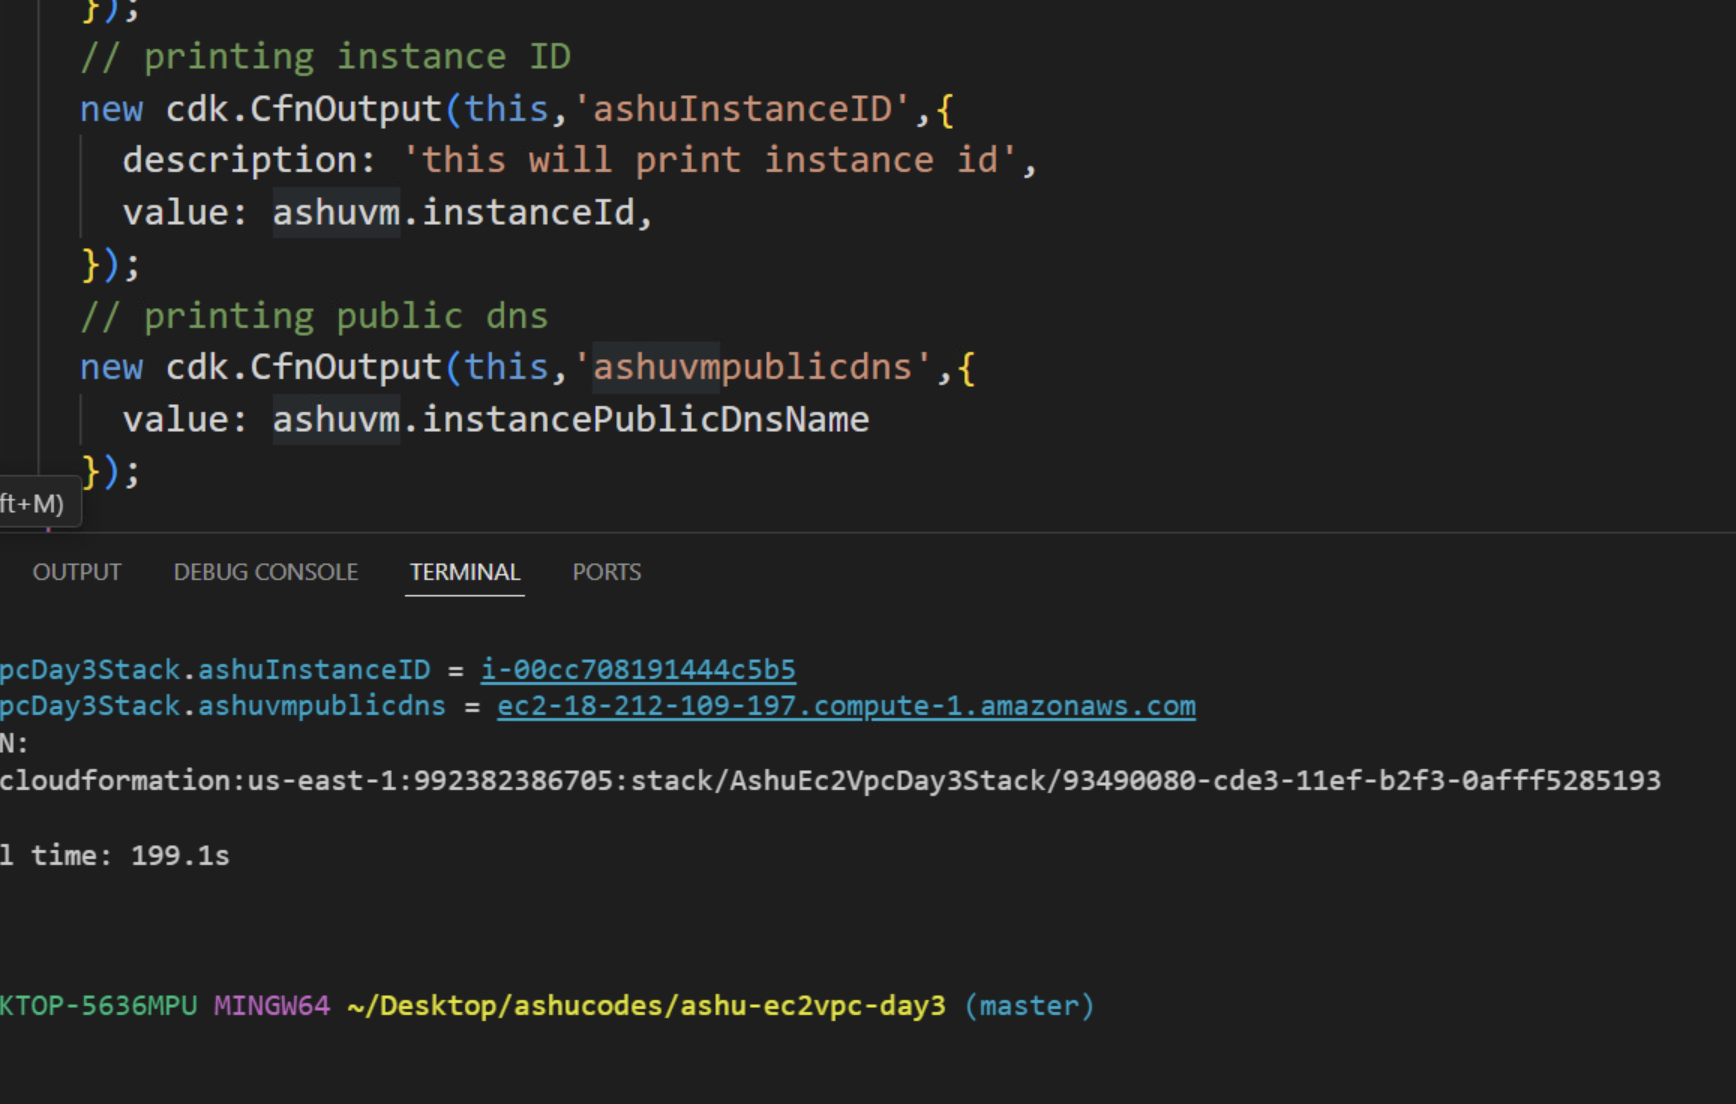 });
// printing instance ID
new cdk.CfnOutput(this,'ashuInstanceID',{
description: 'this will print instance id',
value: ashuvm.instanceId,
});
// printing public dns
new cdk.CfnOutput(this,'ashuvmpublicdns',{
value: ashuvm.instancePublicDnsName
});
ft+M)
OUTPUT DEBUG CONSOLE TERMINAL PORTS
pcDay3Stack.ashuInstanceID = i-00cc708191444c5b5
pcDay3Stack.ashuvmpublicdns = ec2-18-212-109-197.compute-1.amazonaws.com
N:
cloudformation:us-east-1:992382386705:stack/AshuEc2VpcDay3Stack/93490080-cde3-11ef-b2f3-0afff5285193
l time: 199.1s
KTOP-5636MPU MINGW64 ~/Desktop/ashucodes/ashu-ec2vpc-day3 (master)